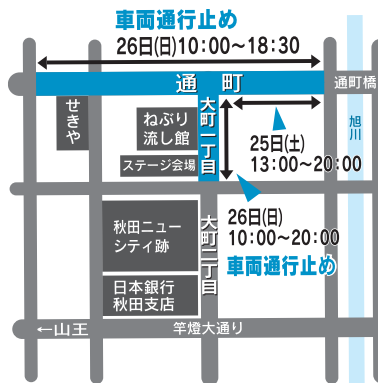 車両通行止め
26日(日)10:00～18:30
通町
通町橋
せきや
ねぶり
流し館
大町一丁目
旭川
ステージ会場
25日(土)
13:00～20:00
26日(日)
10:00～20:00
車両通行止め
秋田ニュー
シティ跡
大町二丁目
日本銀行
秋田支店
←山王
竿燈大通り